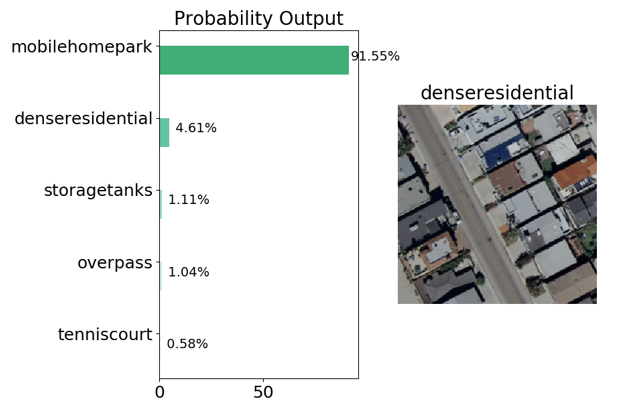 Probability Output
mobilehomepark
91.55%
denseresidential
4.61%
storagetanks
1.11%
overpass
1.04%
tenniscourt
0.58%
0
50
denseresidential